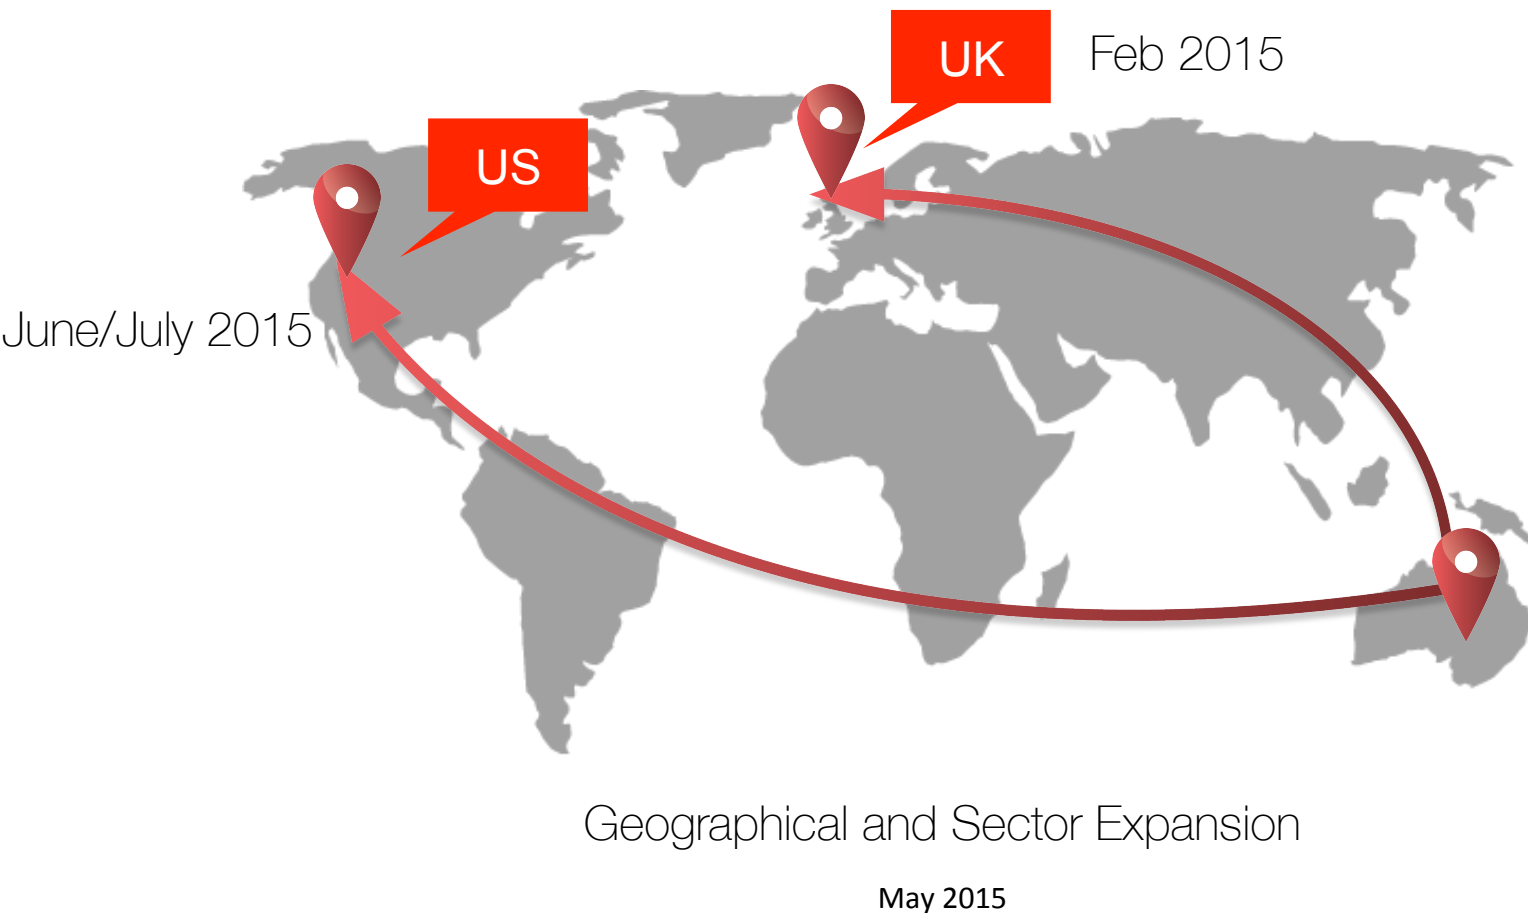 UK
Feb 2015
US
June/July 2015
Geographical and Sector Expansion
May 2015